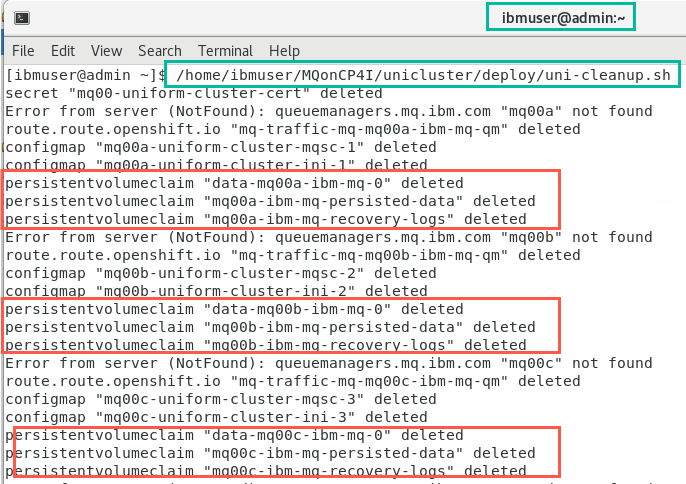 ibmuser@admin:~
File Edit View Search Terminal Help
[ibmuser@admin ~]$ /home/ibmuser/MQonCP4I/unicluster/deploy/uni-cleanup.sh
secret "mq00-uniform-cluster-cert" deleted
Error from server (NotFound): queuemanagers.mq.ibm.com "mq00a" not found
route.route.openshift.io "mq-traffic-mq-mq00a-ibm-mq-qm" deleted
configmap "mq00a-uniform-cluster-mqsc-1" deleted
configmap "mq00a-uniform-cluster-ini-1" deleted
persistentvolumeclaim "data-mq00a-ibm-mq-0" deleted
persistentvolumeclaim "mq00a-ibm-mq-persisted-data" deleted
persistentvolumeclaim "mq00a-ibm-mq-recovery-logs" deleted
Error from server (NotFound): queuemanagers.mq.ibm.com "mq00b" not found
route.route.openshift.io "mq-traffic-mq-mq00b-ibm-mq-qm" deleted
configmap "mq00b-uniform-cluster-mqsc-2" deleted
configmap "mq00b-uniform-cluster-ini-2" deleted
persistentvolumeclaim "data-mq00b-ibm-mq-0" deleted
persistentvolumeclaim "mq00b-ibm-mq-persisted-data" deleted
persistentvolumeclaim "mq00b-ibm-mq-recovery-logs" deleted
Error from server (NotFound): queuemanagers.mq.ibm.com "mq00c" not found
route.route.openshift.io "mq-traffic-mq-mq00c-ibm-mq-qm" deleted
configmap "mq00c-uniform-cluster-mqsc-3" deleted
configmap "mq00c-uniform-cluster-ini-3" deleted
persistentvolumeclaim "data-mq00c-ibm-mq-0" deleted
persistentvolumeclaim "mq00c-ibm-mq-persisted-data" deleted
persistentvolumeclaim "mq00c-ibm-mq-recovery-logs" deleted